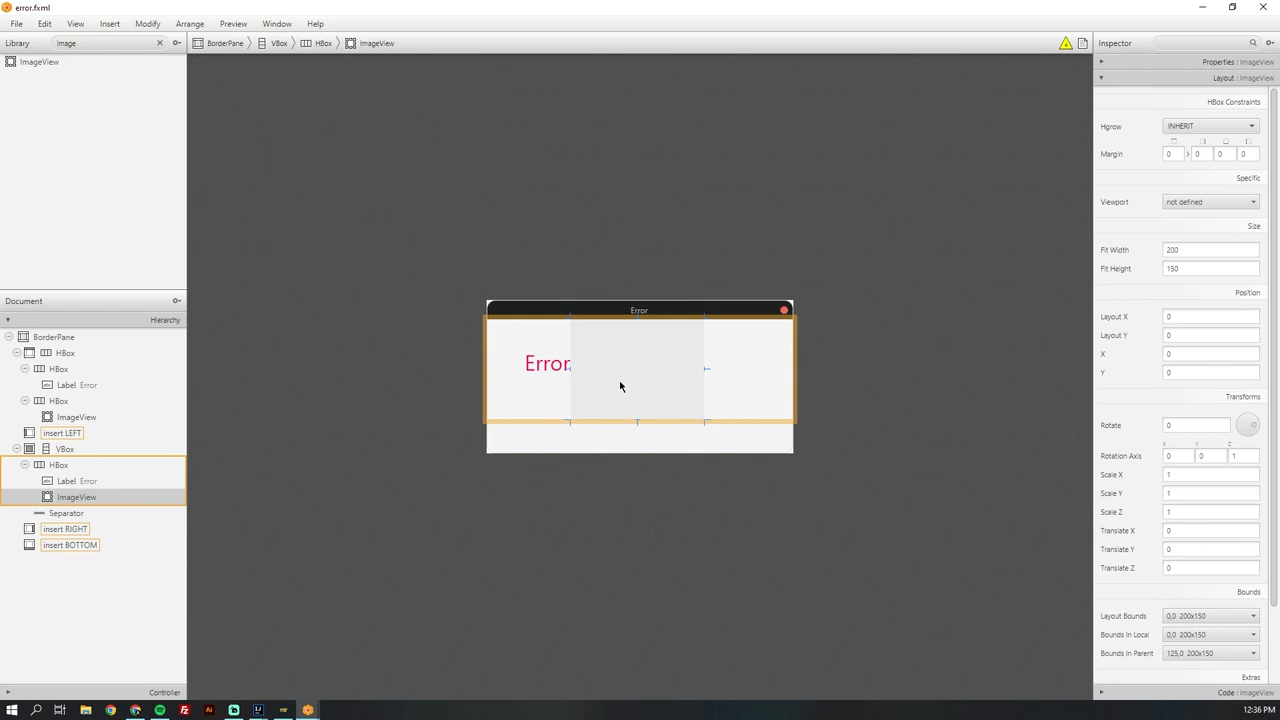 error.fxml
File Edit View Insert Modify Arrange Preview Window Help
Library Image
BorderPane VBox HBox ImageView
Inspector
ImageView
Properties : ImageView
Layout : ImageView
HBox Constraints
Hgrow INHERIT
Margin 0 0 0 0
Specific
Viewport not defined
Size
Fit Width 200
Fit Height 150
Position
Layout X 0
Layout Y 0
X 0
Y 0
Transforms
Rotate 0
X Y Z
Rotation Axis 0 0 1
Scale X 1
Scale Y 1
Scale Z 1
Translate X 0
Translate Y 0
Translate Z 0
Bounds
Layout Bounds 0,0 200x150
Bounds In Local 0,0 200x150
Bounds In Parent 125,0 200x150
Extras
Code : ImageView
Error
Error
Document
Hierarchy
BorderPane
HBox
HBox
abc Label Error
HBox
ImageView
insert LEFT
VBox
HBox
abc Label Error
ImageView
Separator
insert RIGHT
insert BOTTOM
Controller
12:36 PM